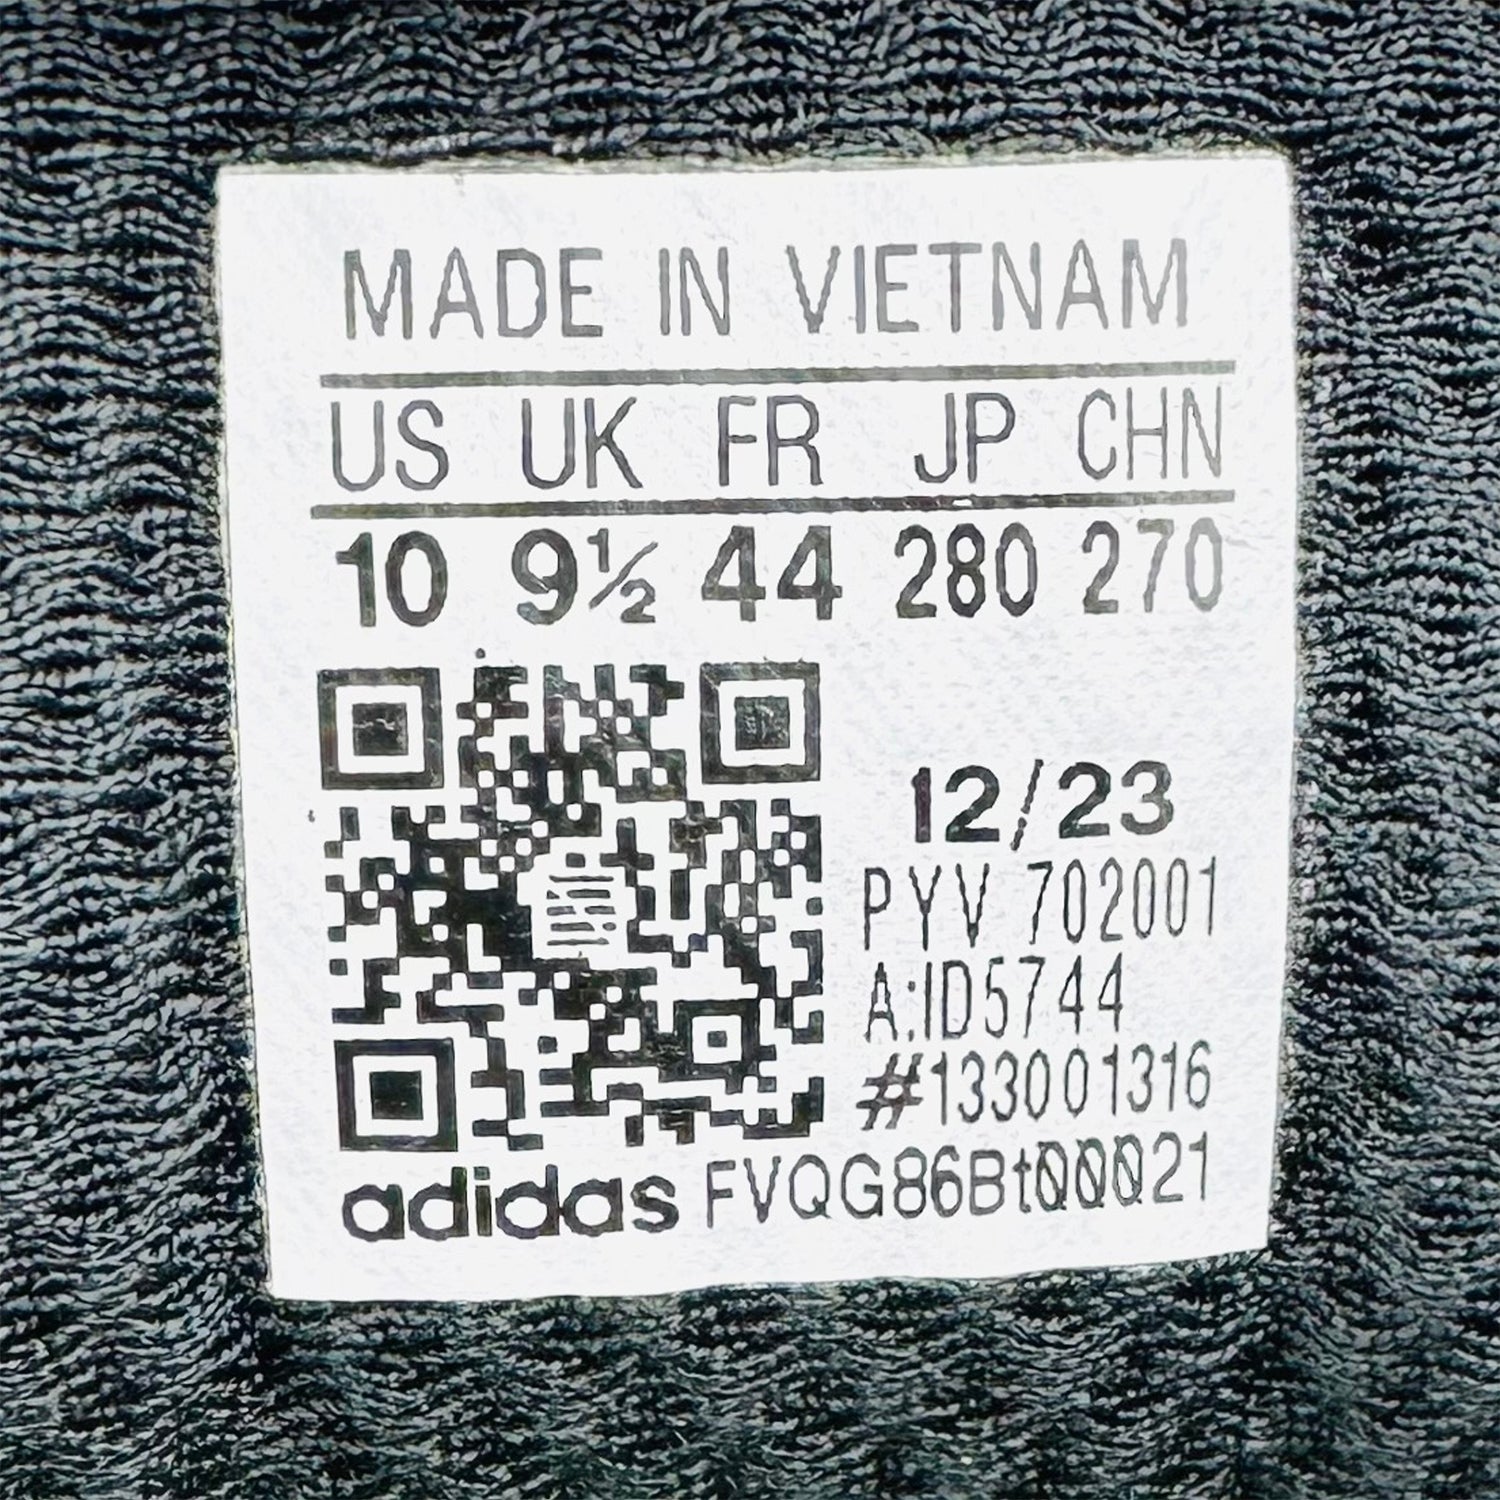 MADE IN VIETNAM
US UK FR JP CHN
10 9½ 44 280 270
12/23
PYV 702001
A:ID5744
#133001316
adidas FVQG86Bt00021